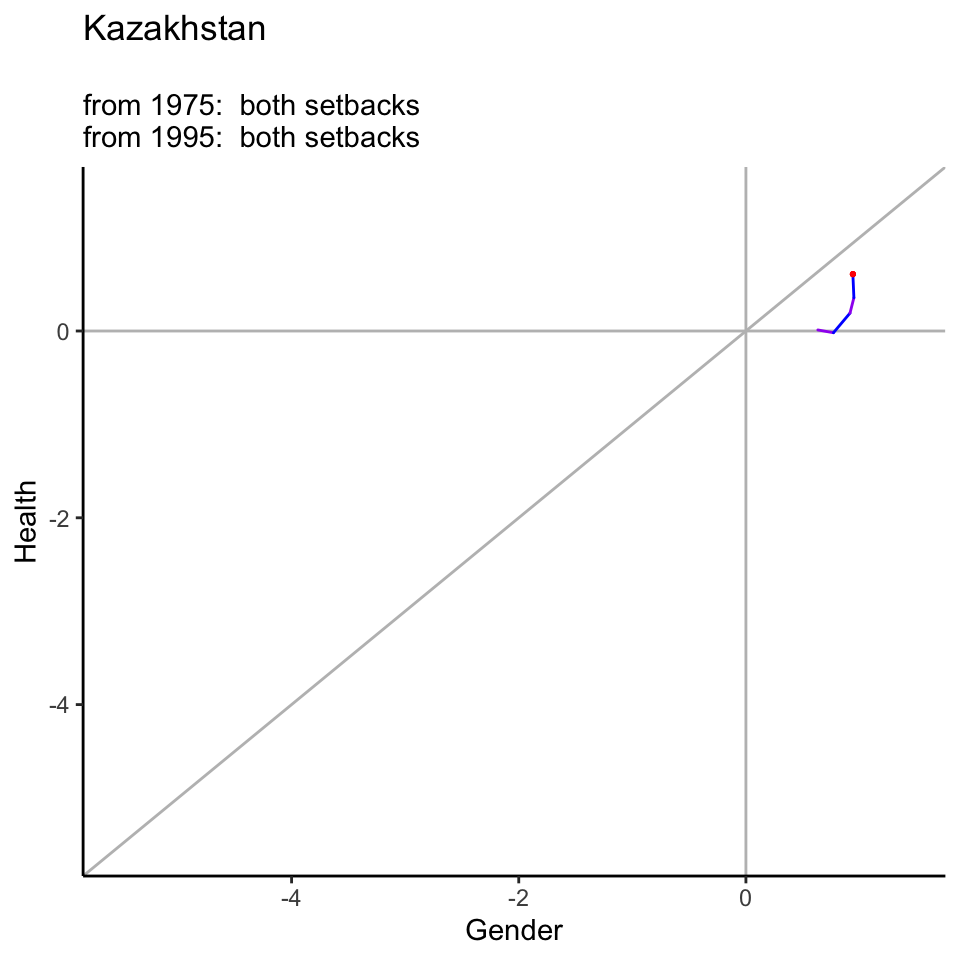 Kazakhstan
from 1975:  both setbacks
from 1995:  both setbacks
0
-2
-4
Health
-4
-2
0
Gender